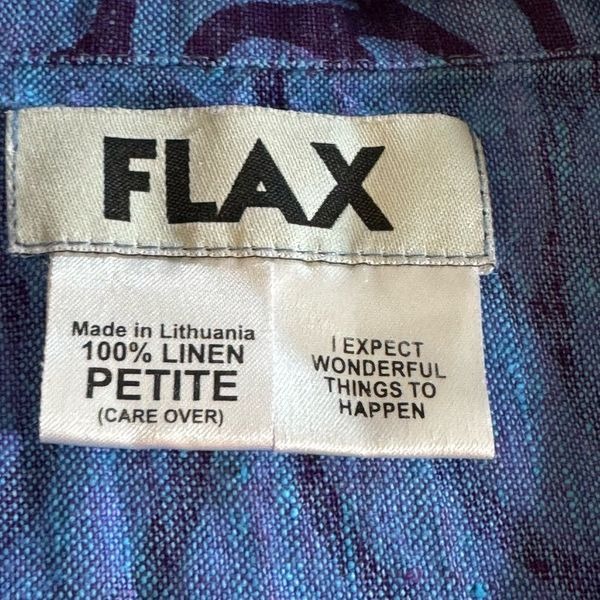 FLAX
Made in Lithuania
100% LINEN
PETITE
(CARE OVER)
I EXPECT
WONDERFUL
THINGS TO
HAPPEN